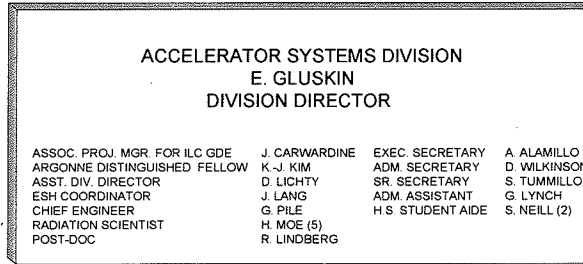 ACCELERATOR SYSTEMS DIVISION
E. GLUSKIN
DIVISION DIRECTOR
ASSOC. PROJ. MGR. FOR ILC GDE J. CARWARDINE EXEC. SECRETARY A. ALAMILLO
ARGONNE DISTINGUISHED FELLOW K.-J. KIM ADM. SECRETARY D. WILKINSON
ASST. DIV. DIRECTOR D. LICHTY SR. SECRETARY S. TUMMILLO
ESH COORDINATOR J. LANG ADM. ASSISTANT G. LYNCH
CHIEF ENGINEER G. PILE H.S. STUDENT AIDE S. NEILL (2)
RADIATION SCIENTIST H. MOE (5)
POST-DOC R. LINDBERG